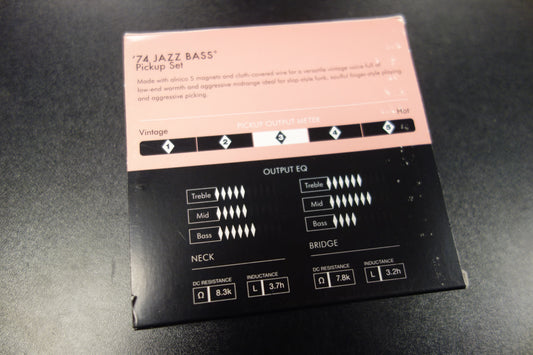 '74 JAZZ BASS®
Pickup Set
Made with alnico 5 magnets and cloth-covered wire for a versatile vintage voice full of
low-end warmth and aggressive midrange ideal for slap-style funk, soulful finger-style playing
and aggressive picking.
PICKUP OUTPUT METER
Vintage Hot
1 2 3 4 5
OUTPUT EQ
Treble
Mid
Bass
NECK
DC RESISTANCE INDUCTANCE
Ω 8.3k L 3.7h
Treble
Mid
Bass
BRIDGE
DC RESISTANCE INDUCTANCE
Ω 7.8k L 3.2h